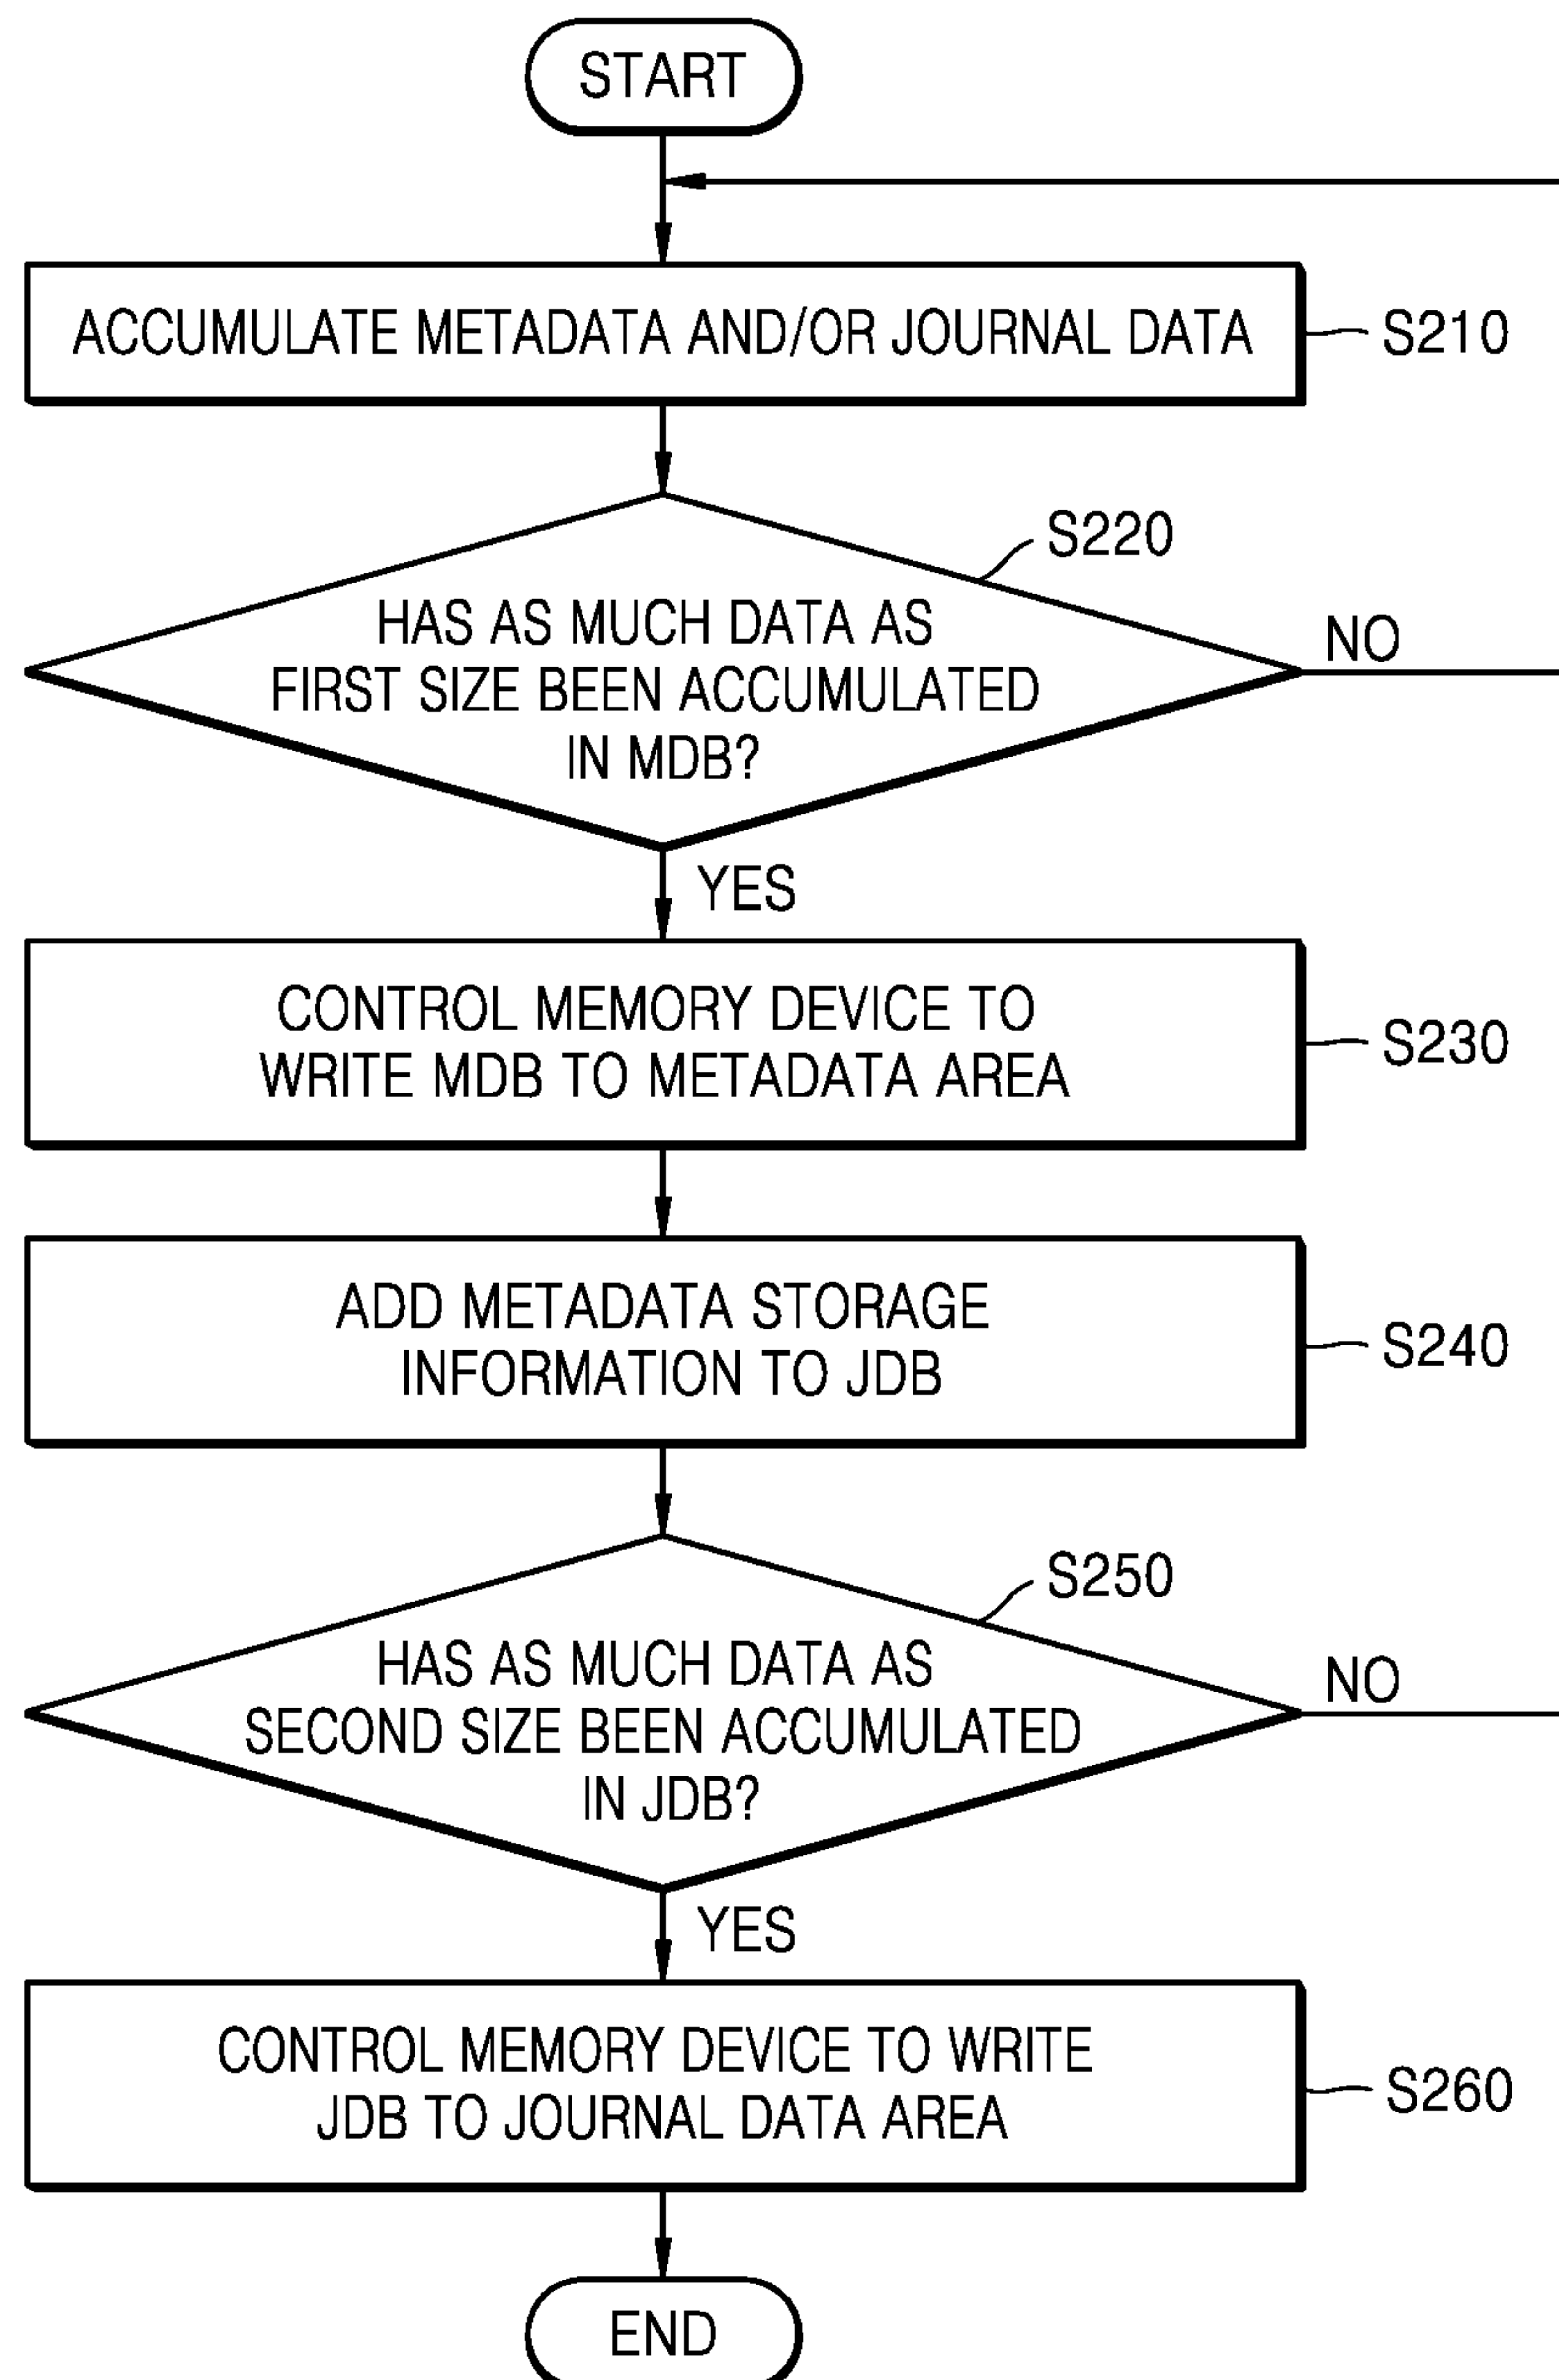 START
ACCUMULATE METADATA AND/OR JOURNAL DATA
S210
S220
HAS AS MUCH DATA AS
FIRST SIZE BEEN ACCUMULATED
IN MDB?
NO
YES
CONTROL MEMORY DEVICE TO
WRITE MDB TO METADATA AREA
S230
ADD METADATA STORAGE
INFORMATION TO JDB
S240
S250
HAS AS MUCH DATA AS
SECOND SIZE BEEN ACCUMULATED
IN JDB?
NO
YES
CONTROL MEMORY DEVICE TO WRITE
JDB TO JOURNAL DATA AREA
S260
END